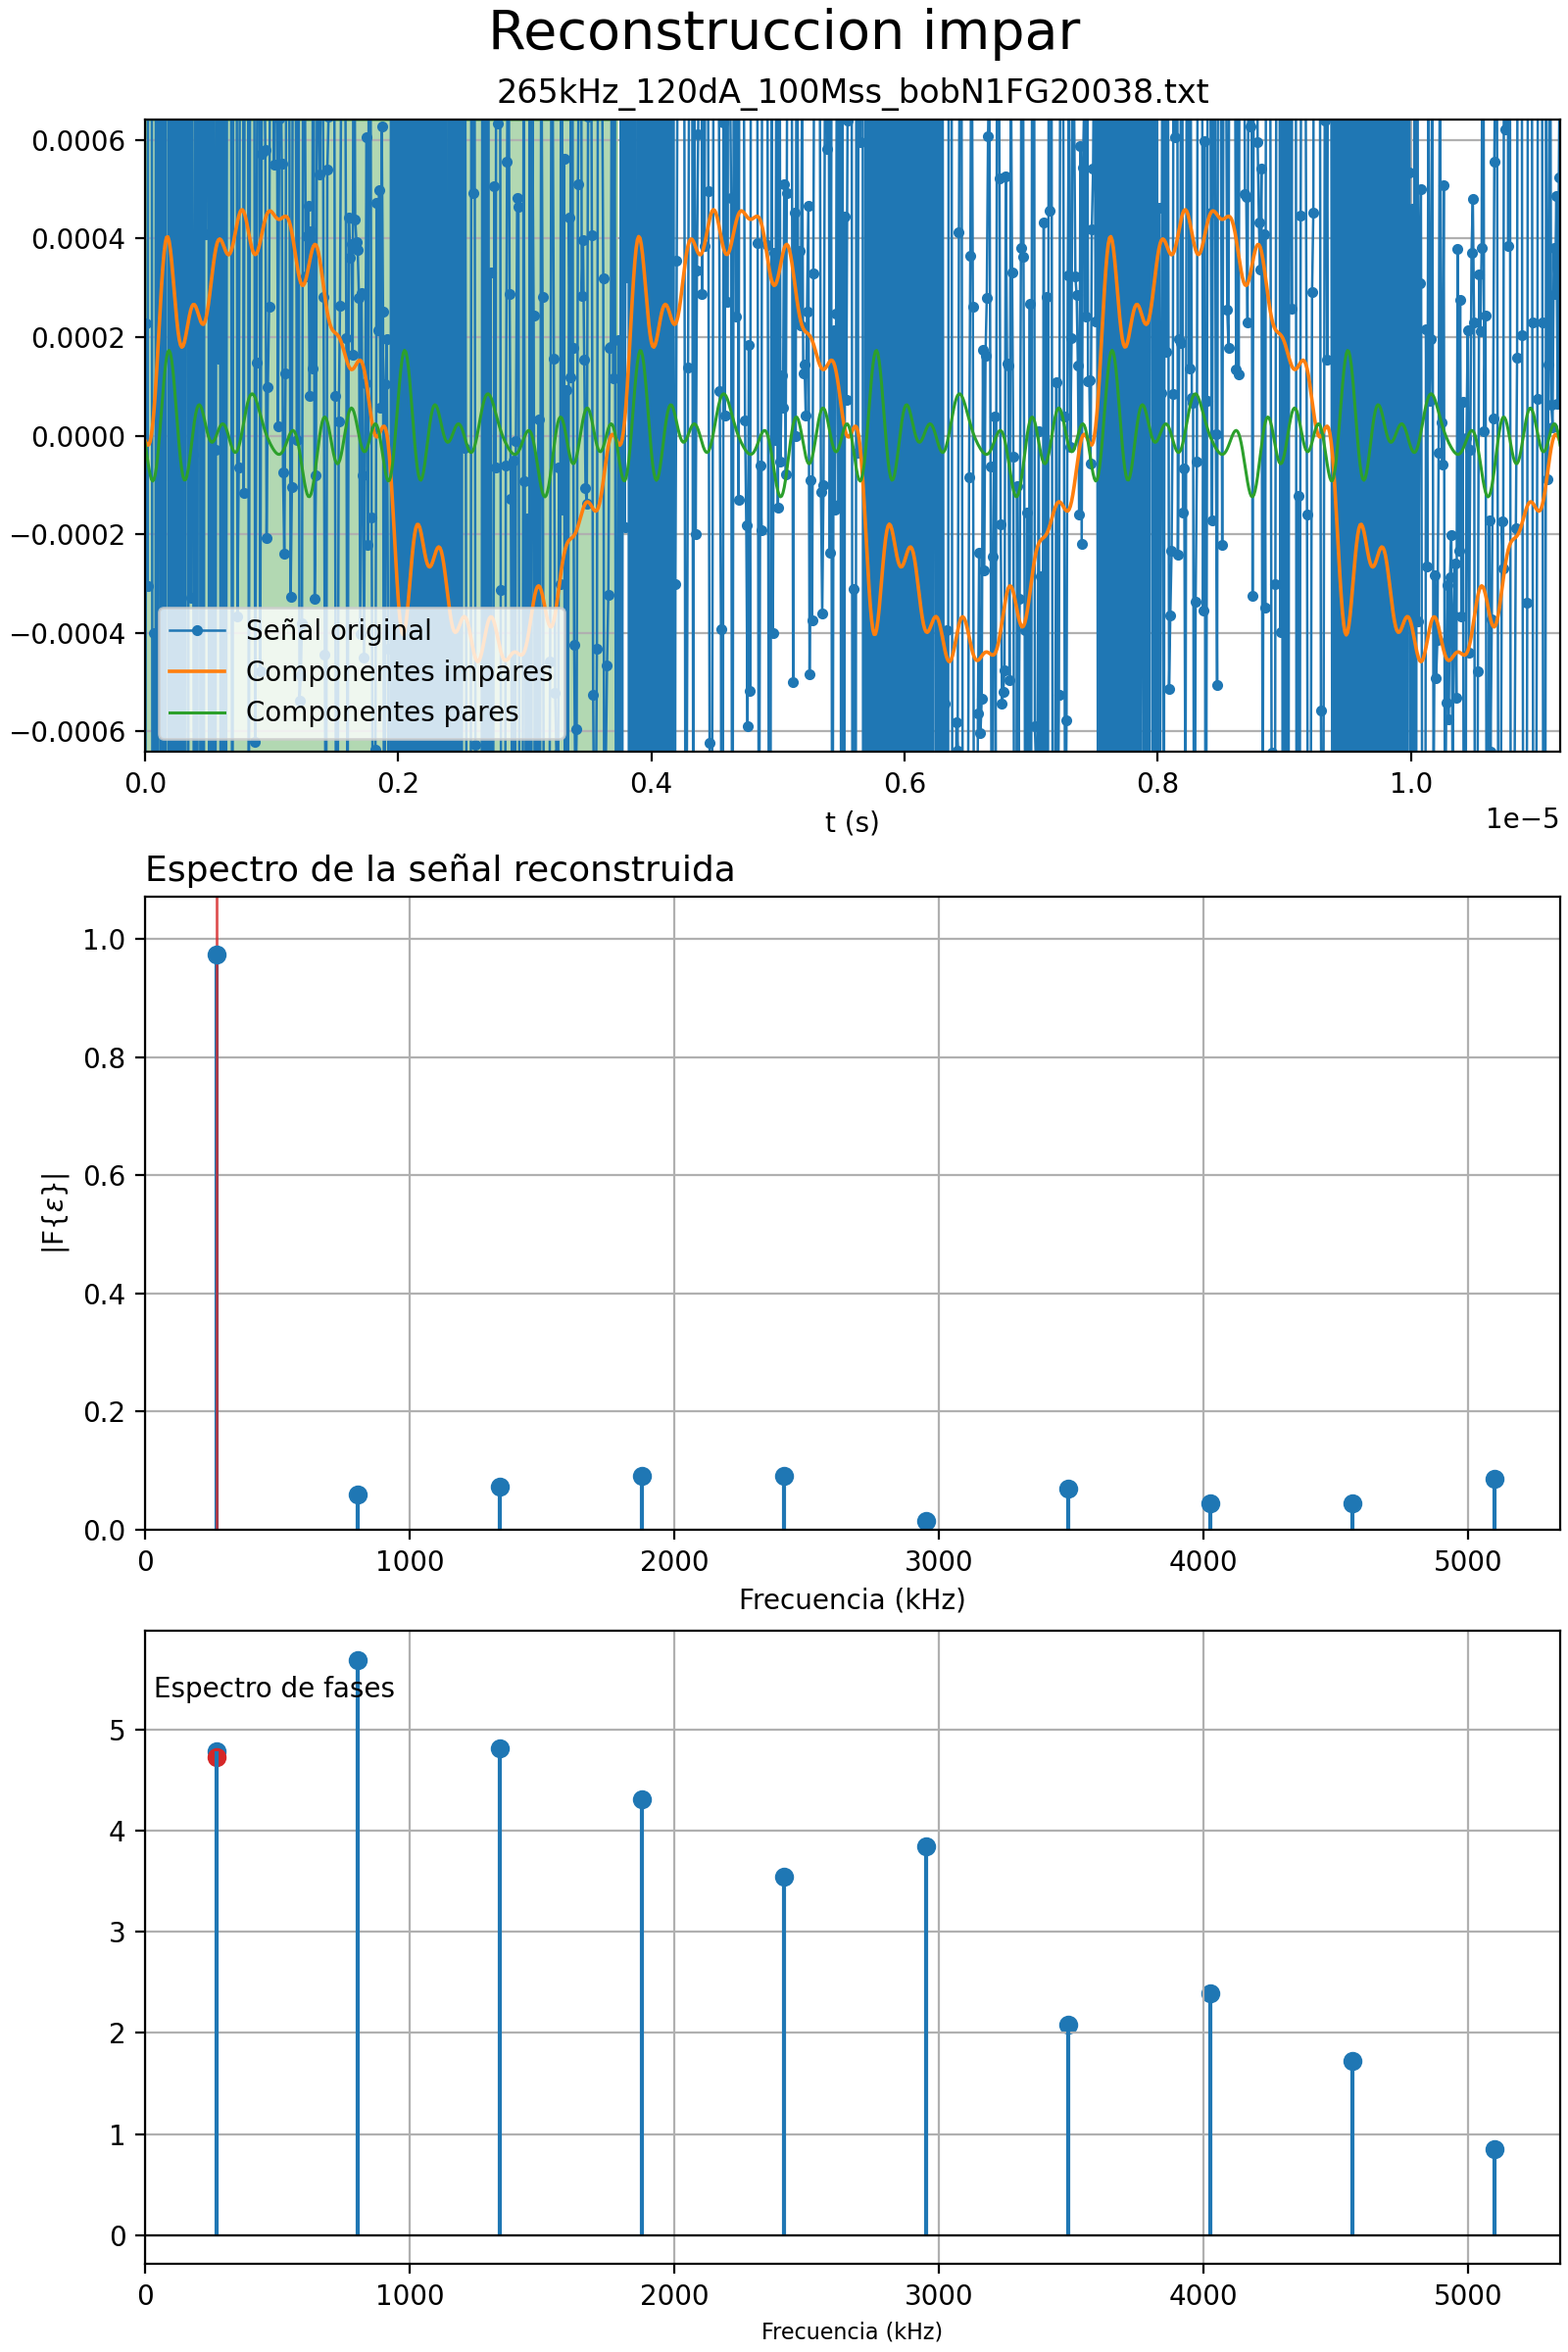 Reconstruccion impar
265kHz_120dA_100Mss_bobN1FG20038.txt
0.0006
0.0004
0.0002
0.0000
−0.0002
−0.0004
−0.0006
Señal original
Componentes impares
Componentes pares
0.0 0.2 0.4 0.6 0.8 1.0
t (s)
1e−5
Espectro de la señal reconstruida
1.0
0.8
0.6
0.4
0.2
0.0
|F{ε}|
0 1000 2000 3000 4000 5000
Frecuencia (kHz)
Espectro de fases
5
4
3
2
1
0
0 1000 2000 3000 4000 5000
Frecuencia (kHz)